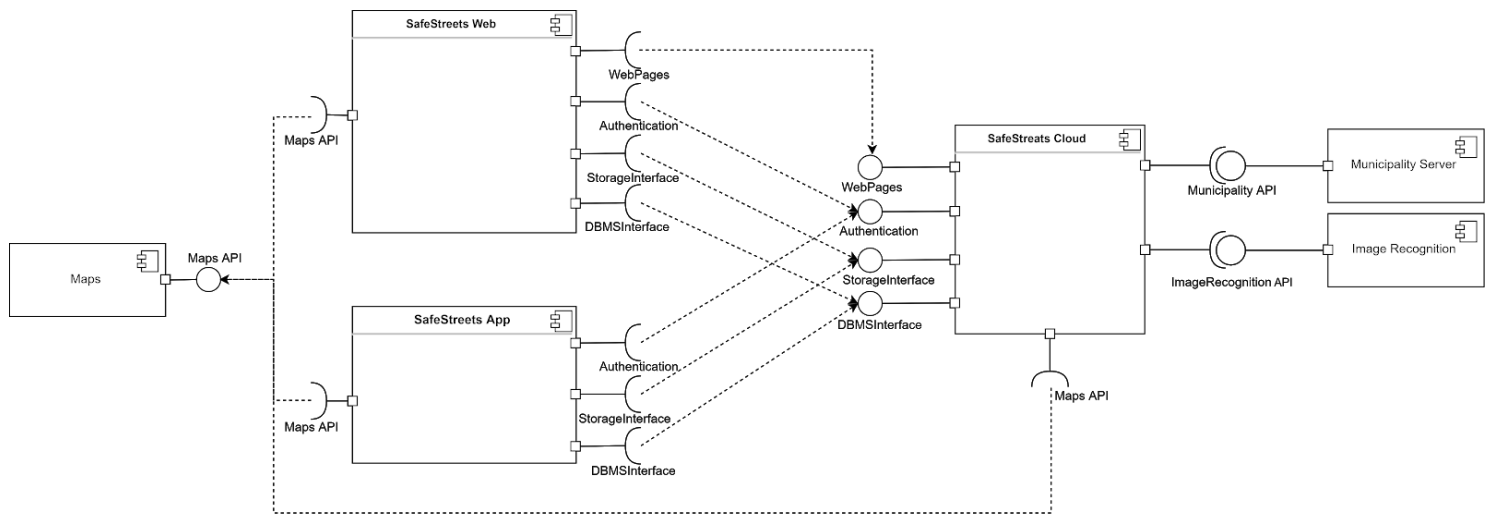 SafeStreets Web
WebPages
Authentication
StorageInterface
DBMSInterface
Maps API
Maps
Maps API
SafeStreets App
Authentication
StorageInterface
DBMSInterface
Maps API
SafeStreats Cloud
WebPages
Authentication
StorageInterface
DBMSInterface
Maps API
Municipality API
ImageRecognition API
Municipality Server
Image Recognition